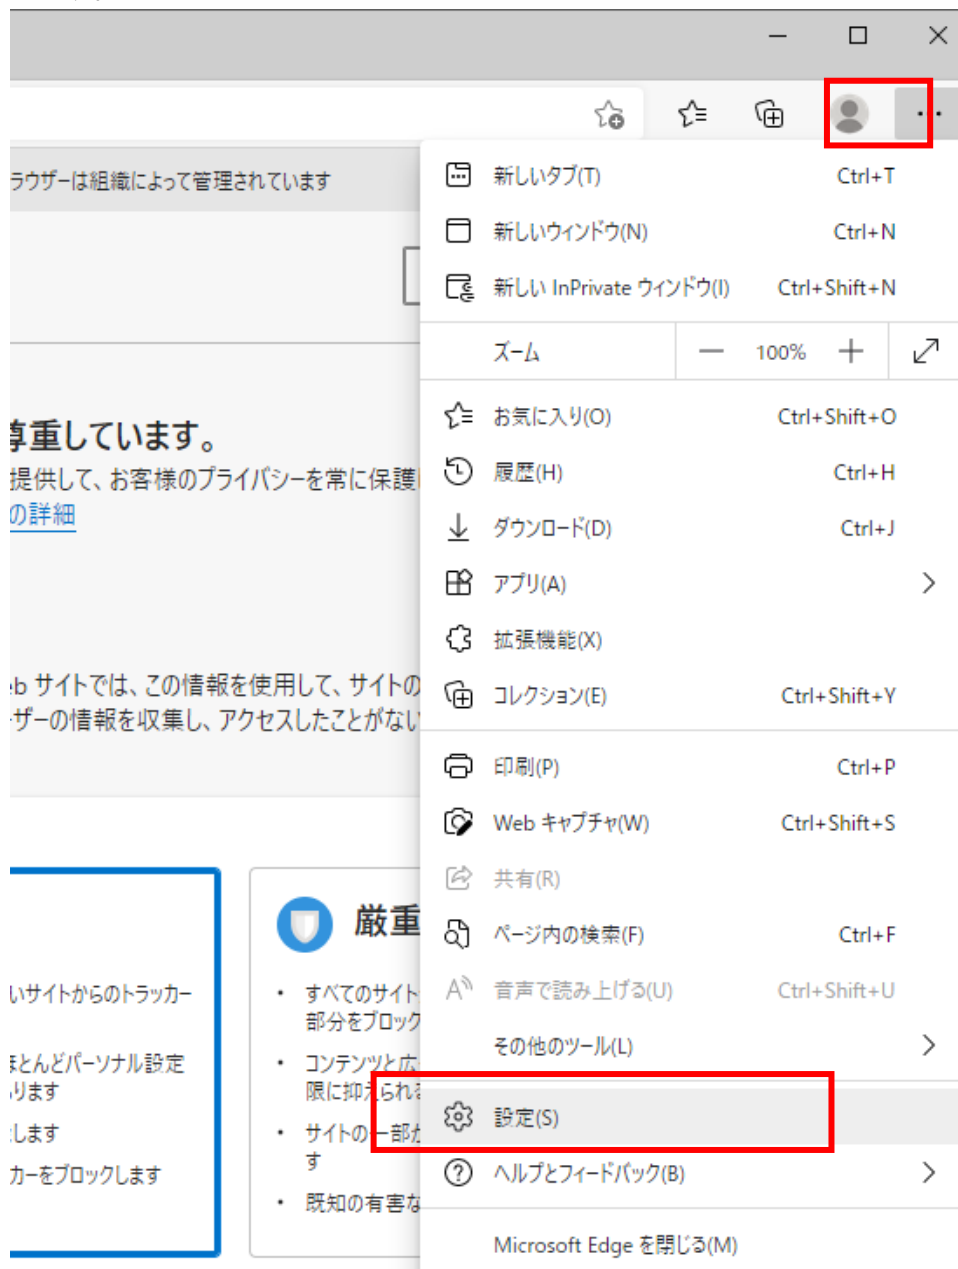 ラウザーは組織によって管理されています
尊重しています。
提供して、お客様のプライバシーを常に保護
の詳細
eb サイトでは、この情報を使用して、サイトの
ザーの情報を収集し、アクセスしたことがない
いサイトからのトラッカー
ほとんどパーソナル設定
ります
します
カーをブロックします
厳重
• すべてのサイト
部分をブロック
• コンテンツと広
限に抑えられる
• サイトの一部が
す
• 既知の有害な
新しいタブ(T) Ctrl+T
新しいウィンドウ(N) Ctrl+N
新しい InPrivate ウィンドウ(I) Ctrl+Shift+N
ズーム — 100% +
お気に入り(O) Ctrl+Shift+O
履歴(H) Ctrl+H
ダウンロード(D) Ctrl+J
アプリ(A)
拡張機能(X)
コレクション(E) Ctrl+Shift+Y
印刷(P) Ctrl+P
Web キャプチャ(W) Ctrl+Shift+S
共有(R)
ページ内の検索(F) Ctrl+F
音声で読み上げる(U) Ctrl+Shift+U
その他のツール(L)
設定(S)
ヘルプとフィードバック(B)
Microsoft Edge を閉じる(M)